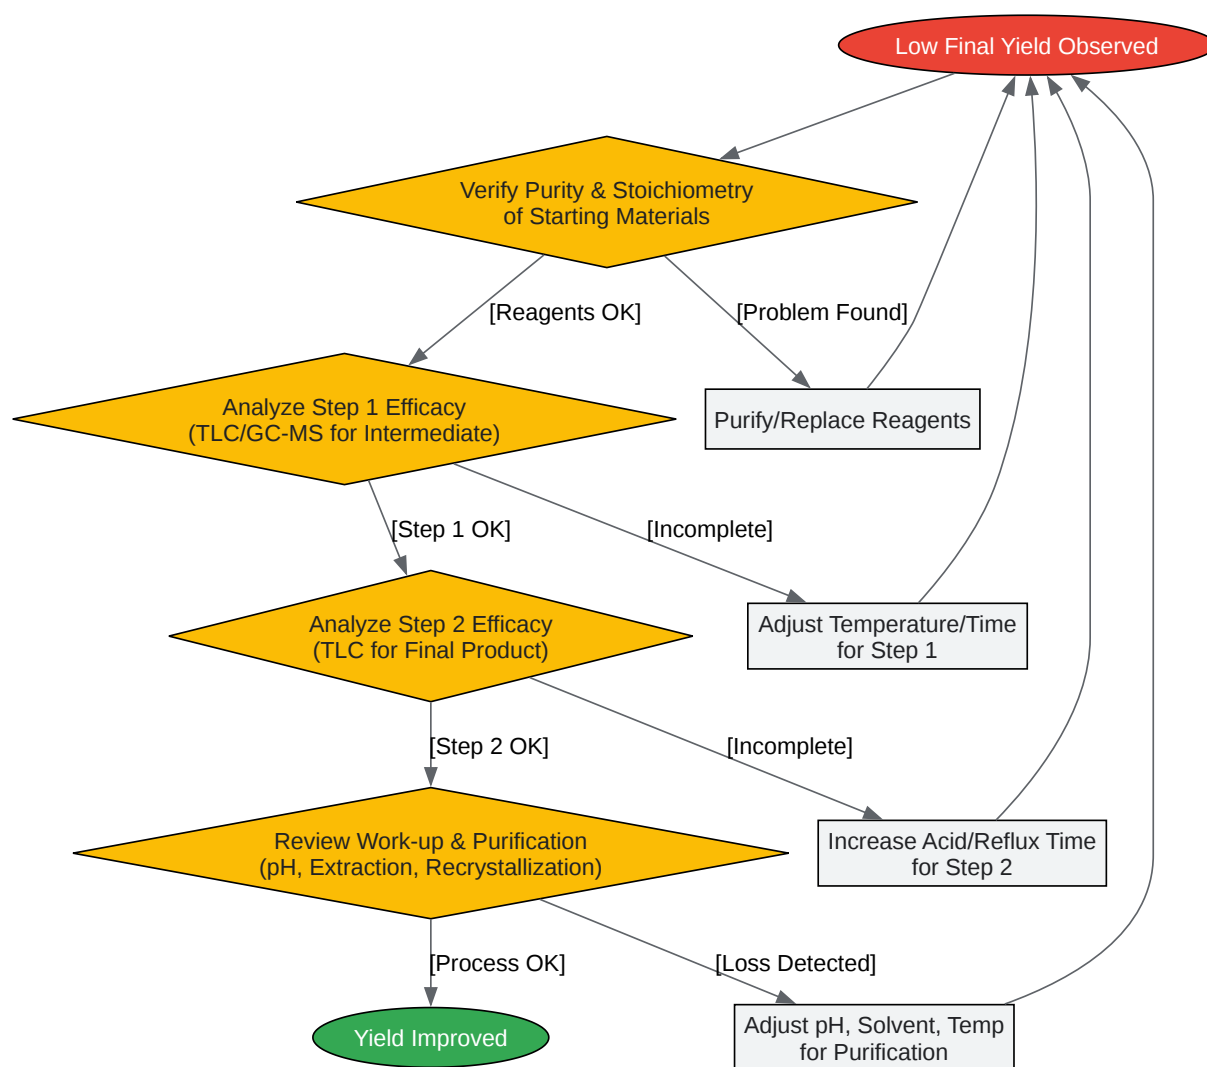 Low Final Yield Observed
Verify Purity & Stoichiometry
of Starting Materials
[Reagents OK]
[Problem Found]
Analyze Step 1 Efficacy
(TLC/GC-MS for Intermediate)
Purify/Replace Reagents
[Step 1 OK]
[Incomplete]
Analyze Step 2 Efficacy
(TLC for Final Product)
Adjust Temperature/Time
for Step 1
[Step 2 OK]
[Incomplete]
Review Work-up & Purification
(pH, Extraction, Recrystallization)
Increase Acid/Reflux Time
for Step 2
[Process OK]
[Loss Detected]
Yield Improved
Adjust pH, Solvent, Temp
for Purification